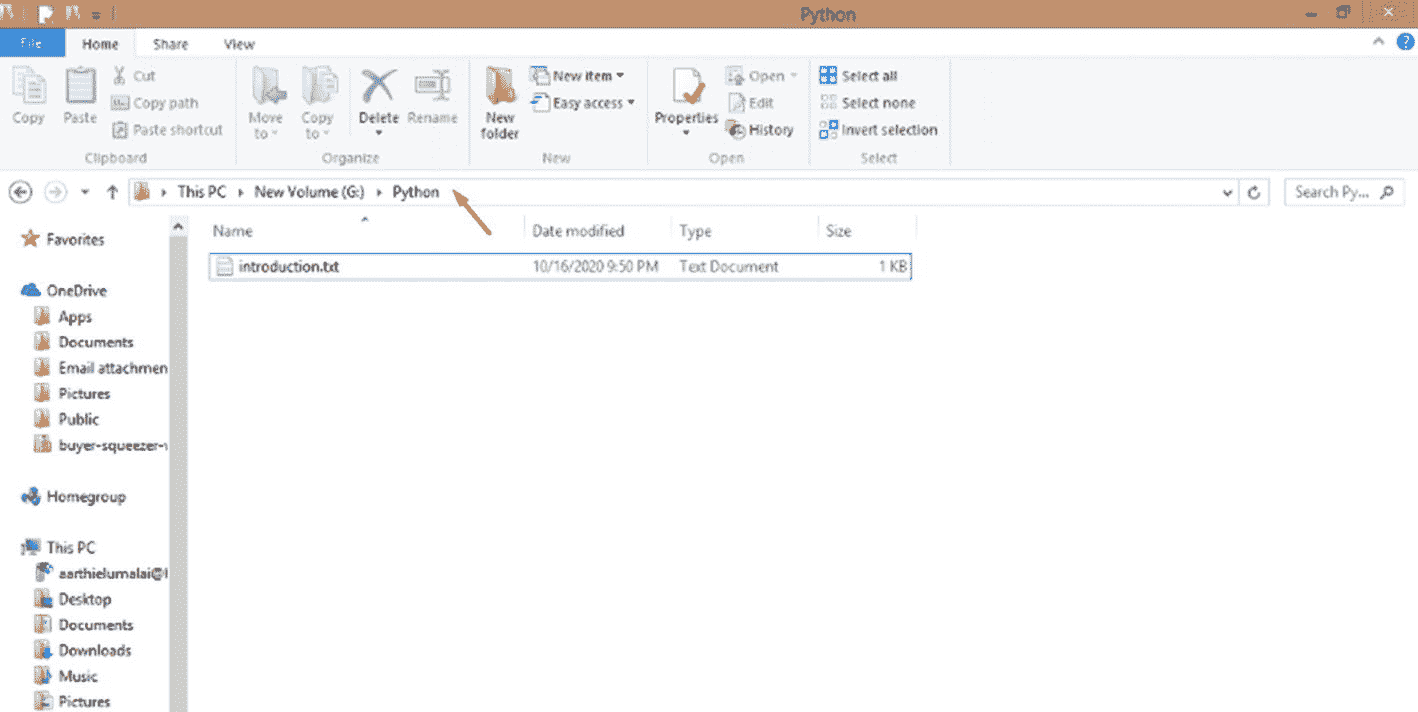 Python
File Home Share View
Copy
Paste
Cut
Copy path
Paste shortcut
Clipboard
Move to
Copy to
Delete
Rename
Organize
New folder
New item
Easy access
New
Properties
Open
Edit
History
Open
Select all
Select none
Invert selection
Select
This PC New Volume (G:) Python
Search Py...
Name Date modified Type Size
introduction.txt 10/16/2020 9:50 PM Text Document 1 KB
Favorites
OneDrive
Apps
Documents
Email attachmen
Pictures
Public
buyer-squeezer-
Homegroup
This PC
aarthielumalai@
Desktop
Documents
Downloads
Music
Pictures